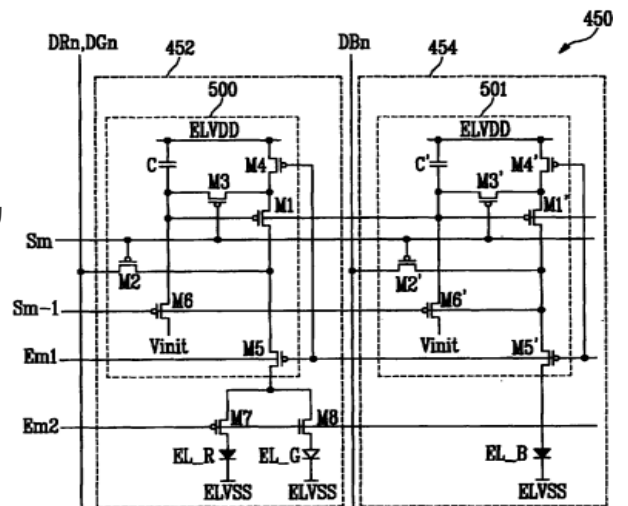 450
DRn,DGn
452
DBn
454
500
501
ELVDD
ELVDD
C
M4
C'
M4'
M3
M3'
M1
M1'
Sm
M2
M2'
Sm-1
M6
M6'
Vinit
M5
Vinit
M5'
Em1
Em2
M7
M8
EL_R
EL_G
EL_B
ELVSS
ELVSS
ELVSS